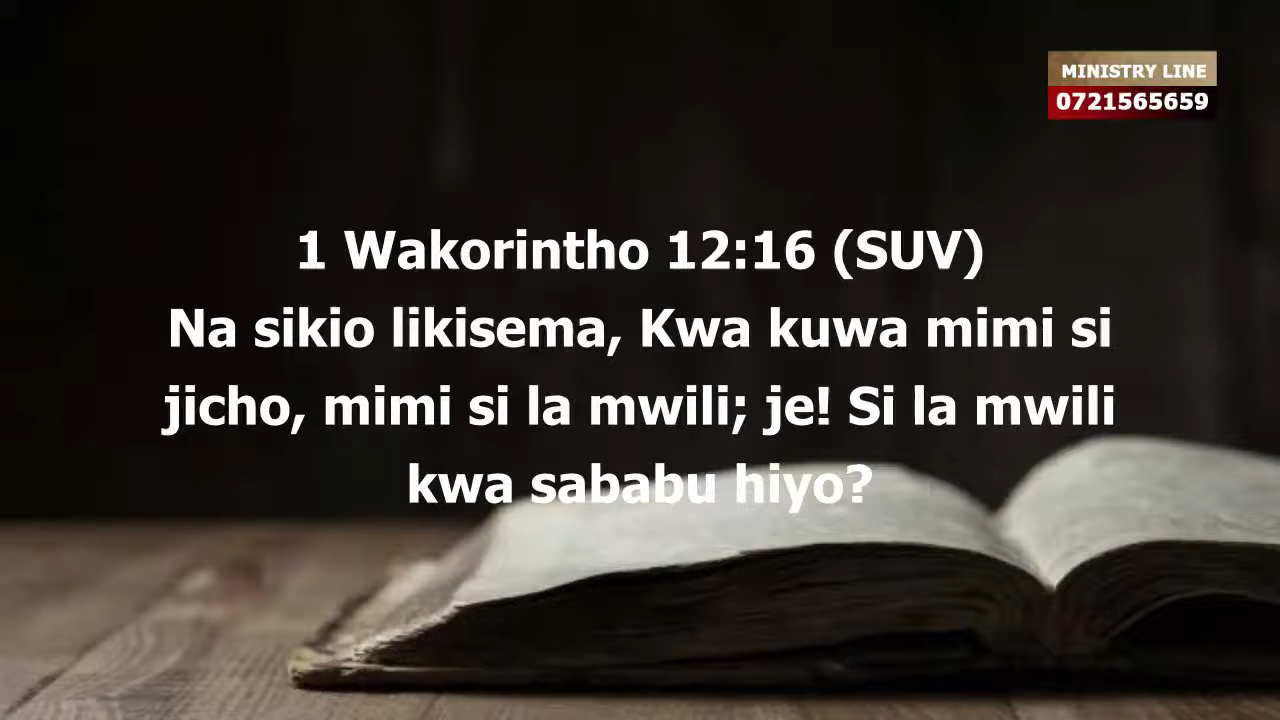 MINISTRY LINE
0721565659
1 Wakorintho 12:16 (SUV)
Na sikio likisema, Kwa kuwa mimi si
jicho, mimi si la mwili; je! Si la mwili
kwa sababu hiyo?